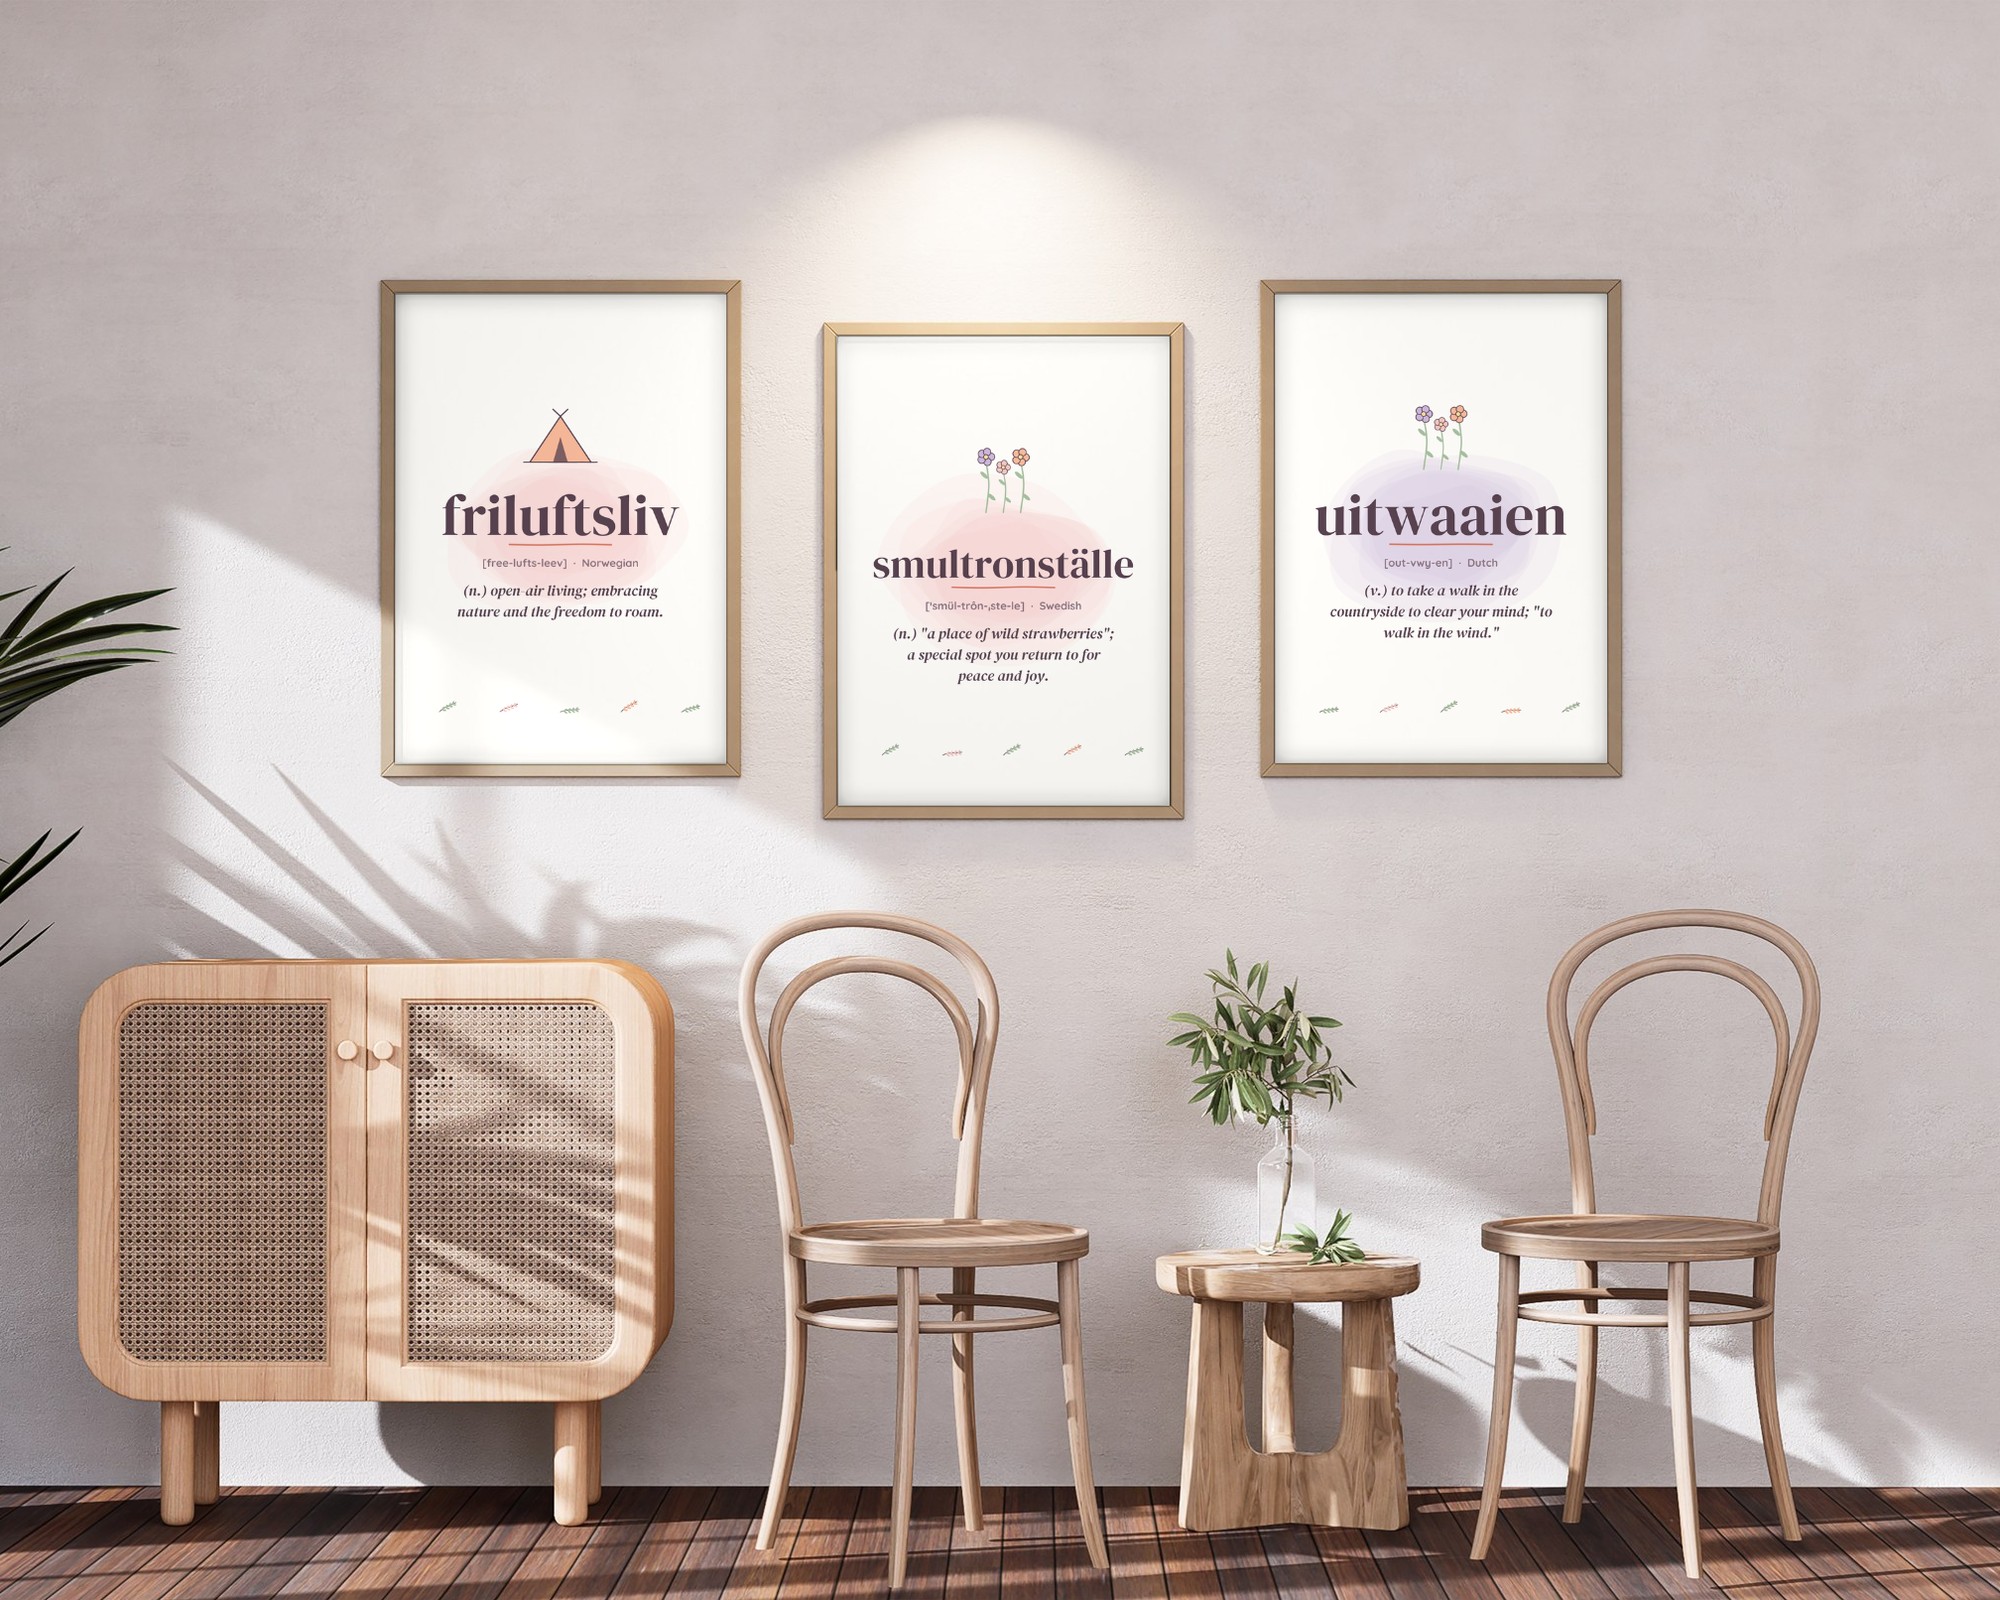 friluftsliv
[free-lufts-leev] · Norwegian
(n.) open-air living; embracing
nature and the freedom to roam.
smultronställe
['smül-trôn-ˌste-le] · Swedish
(n.) "a place of wild strawberries";
a special spot you return to for
peace and joy.
uitwaaien
[out-vwy-en] · Dutch
(v.) to take a walk in the
countryside to clear your mind; "to
walk in the wind."